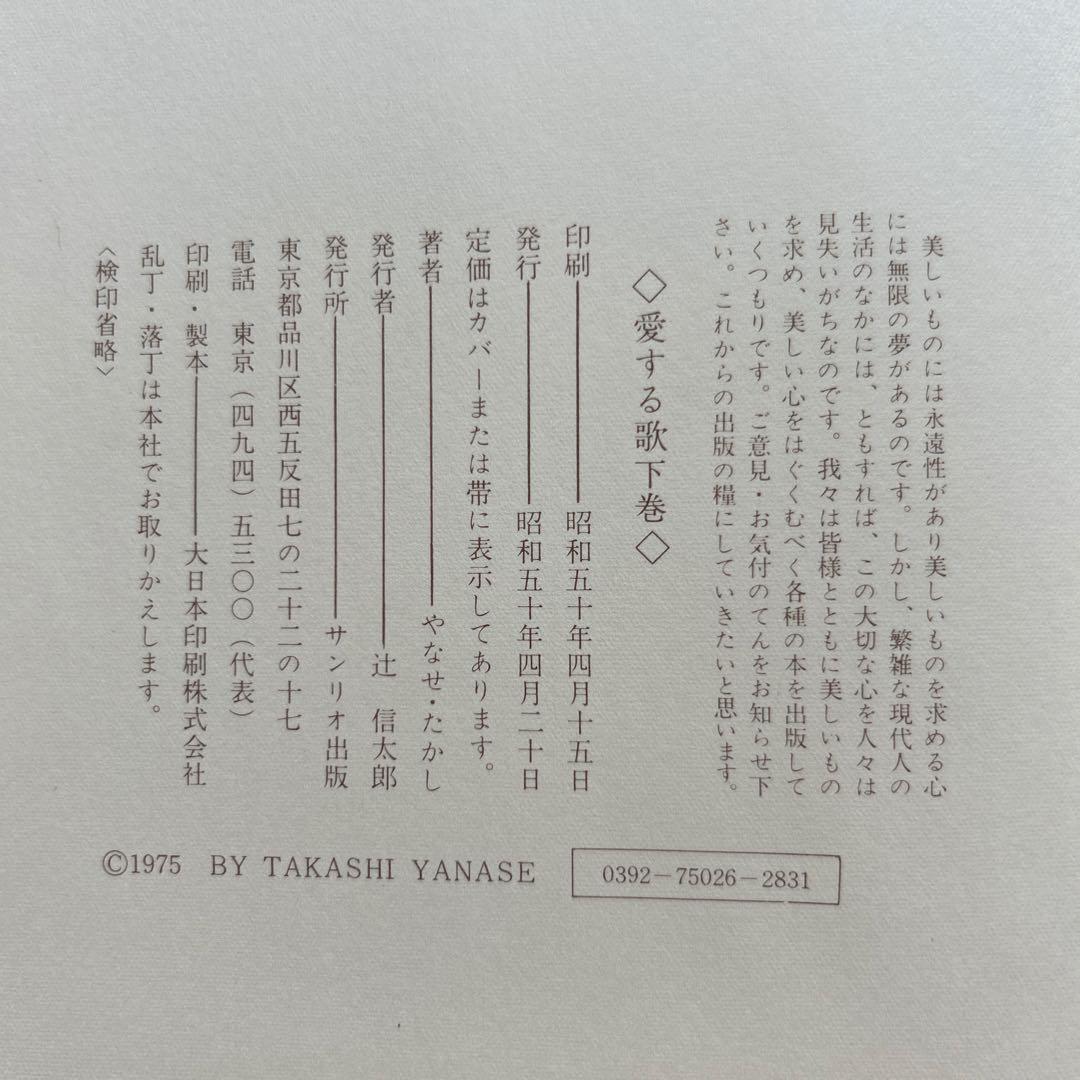 美しいものには永遠性があり美しいものを求める心
には無限の夢があるのです。しかし、繁雑な現代人の
生活のなかには、ともすれば、この大切な心を人々は
見失いがちなのです。我々は皆様とともに美しいもの
を求め、美しい心をはぐくむべく各種の本を出版して
いくつもりです。ご意見・お気付のてんをお知らせ下
さい。これからの出版の糧にしていきたいと思います。
◇愛する歌下巻◇
印刷――昭和五十年四月十五日
発行――昭和五十年四月二十日
定価はカバーまたは帯に表示してあります。
著者――やなせ・たかし
発行者――辻 信太郎
発行所――サンリオ出版
東京都品川区西五反田七の二十二の十七
電話 東京(四九四)五三〇〇(代表)
印刷・製本――大日本印刷株式会社
乱丁・落丁は本社でお取りかえします。
〈検印省略〉
©1975 BY TAKASHI YANASE
0392-75026-2831